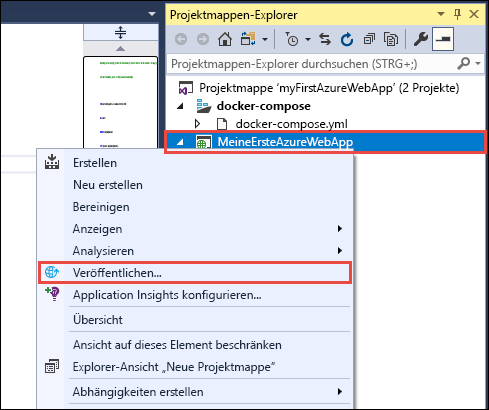 Projektmappen-Explorer
Projektmappen-Explorer durchsuchen (STRG+;)
Projektmappe 'myFirstAzureWebApp' (2 Projekte)
docker-compose
docker-compose.yml
MeineErsteAzureWebApp
Erstellen
Neu erstellen
Bereinigen
Anzeigen
Analysieren
Veröffentlichen...
Application Insights konfigurieren...
Übersicht
Ansicht auf dieses Element beschränken
Explorer-Ansicht „Neue Projektmappe“
Abhängigkeiten erstellen